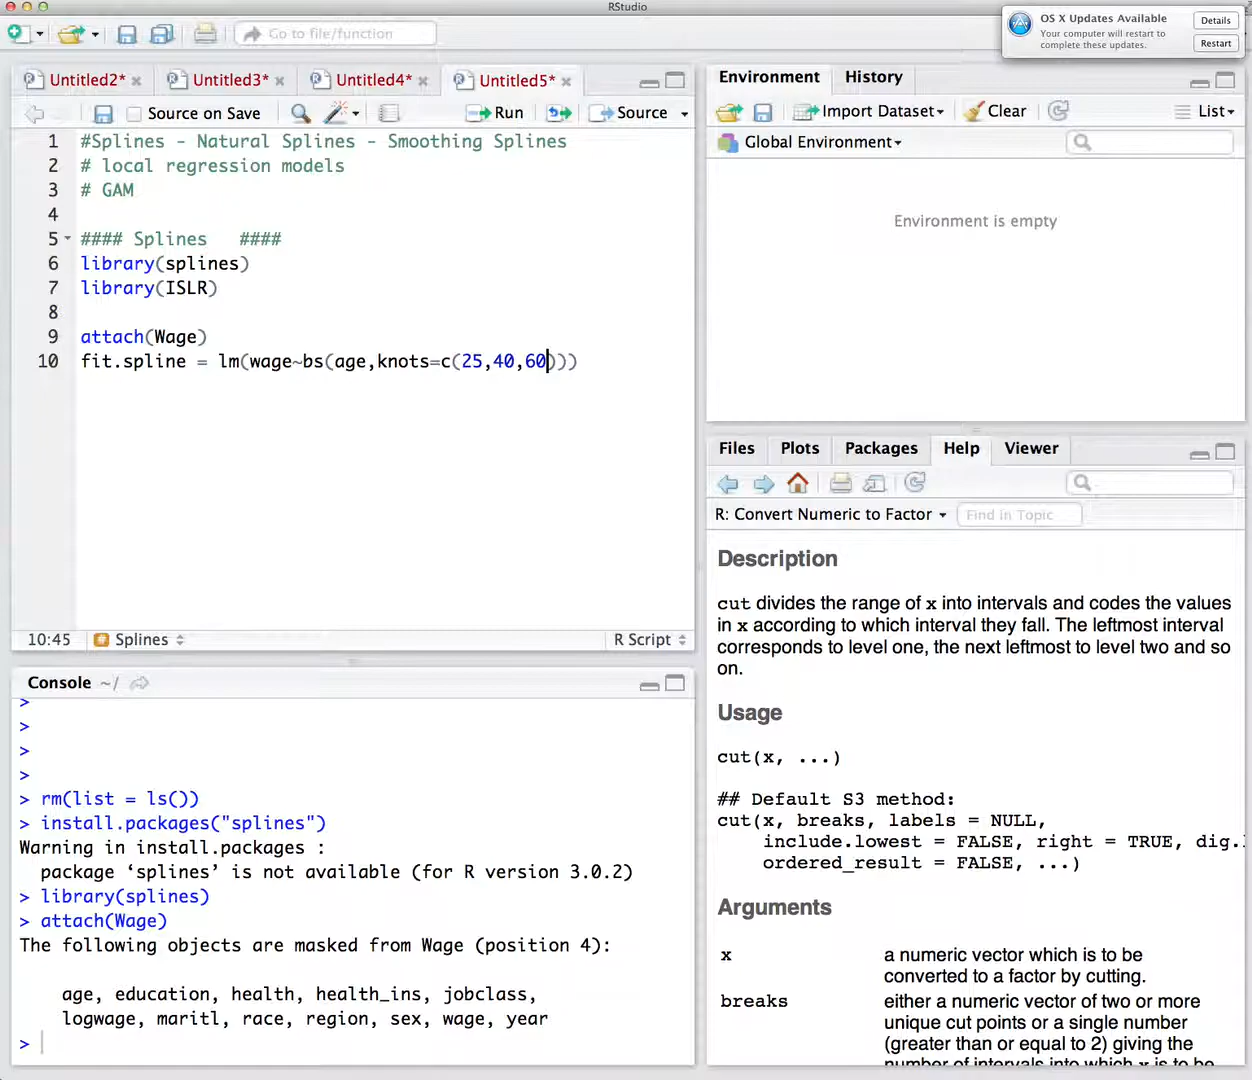 RStudio
OS X Updates Available
Your computer will restart to
complete these updates.
Details
Restart
Go to file/function
Untitled2*
Untitled3*
Untitled4*
Untitled5*
Source on Save
Run
Source
1 #Splines - Natural Splines - Smoothing Splines
2 # local regression models
3 # GAM
4
5 #### Splines   ####
6 library(splines)
7 library(ISLR)
8
9 attach(Wage)
10 fit.spline = lm(wage~bs(age,knots=c(25,40,60)))
10:45
Splines
R Script
Console ~/
>
>
>
>
> rm(list = ls())
> install.packages("splines")
Warning in install.packages :
  package ‘splines’ is not available (for R version 3.0.2)
> library(splines)
> attach(Wage)
The following objects are masked from Wage (position 4):
    age, education, health, health_ins, jobclass,
    logwage, maritl, race, region, sex, wage, year
>
Environment
History
Import Dataset
Clear
List
Global Environment
Environment is empty
Files
Plots
Packages
Help
Viewer
R: Convert Numeric to Factor
Find in Topic
Description
cut divides the range of x into intervals and codes the values
in x according to which interval they fall. The leftmost interval
corresponds to level one, the next leftmost to level two and so
on.
Usage
cut(x, ...)
## Default S3 method:
cut(x, breaks, labels = NULL,
    include.lowest = FALSE, right = TRUE, dig.
    ordered_result = FALSE, ...)
Arguments
x
a numeric vector which is to be
converted to a factor by cutting.
breaks
either a numeric vector of two or more
unique cut points or a single number
(greater than or equal to 2) giving the
number of intervals into which x is to be